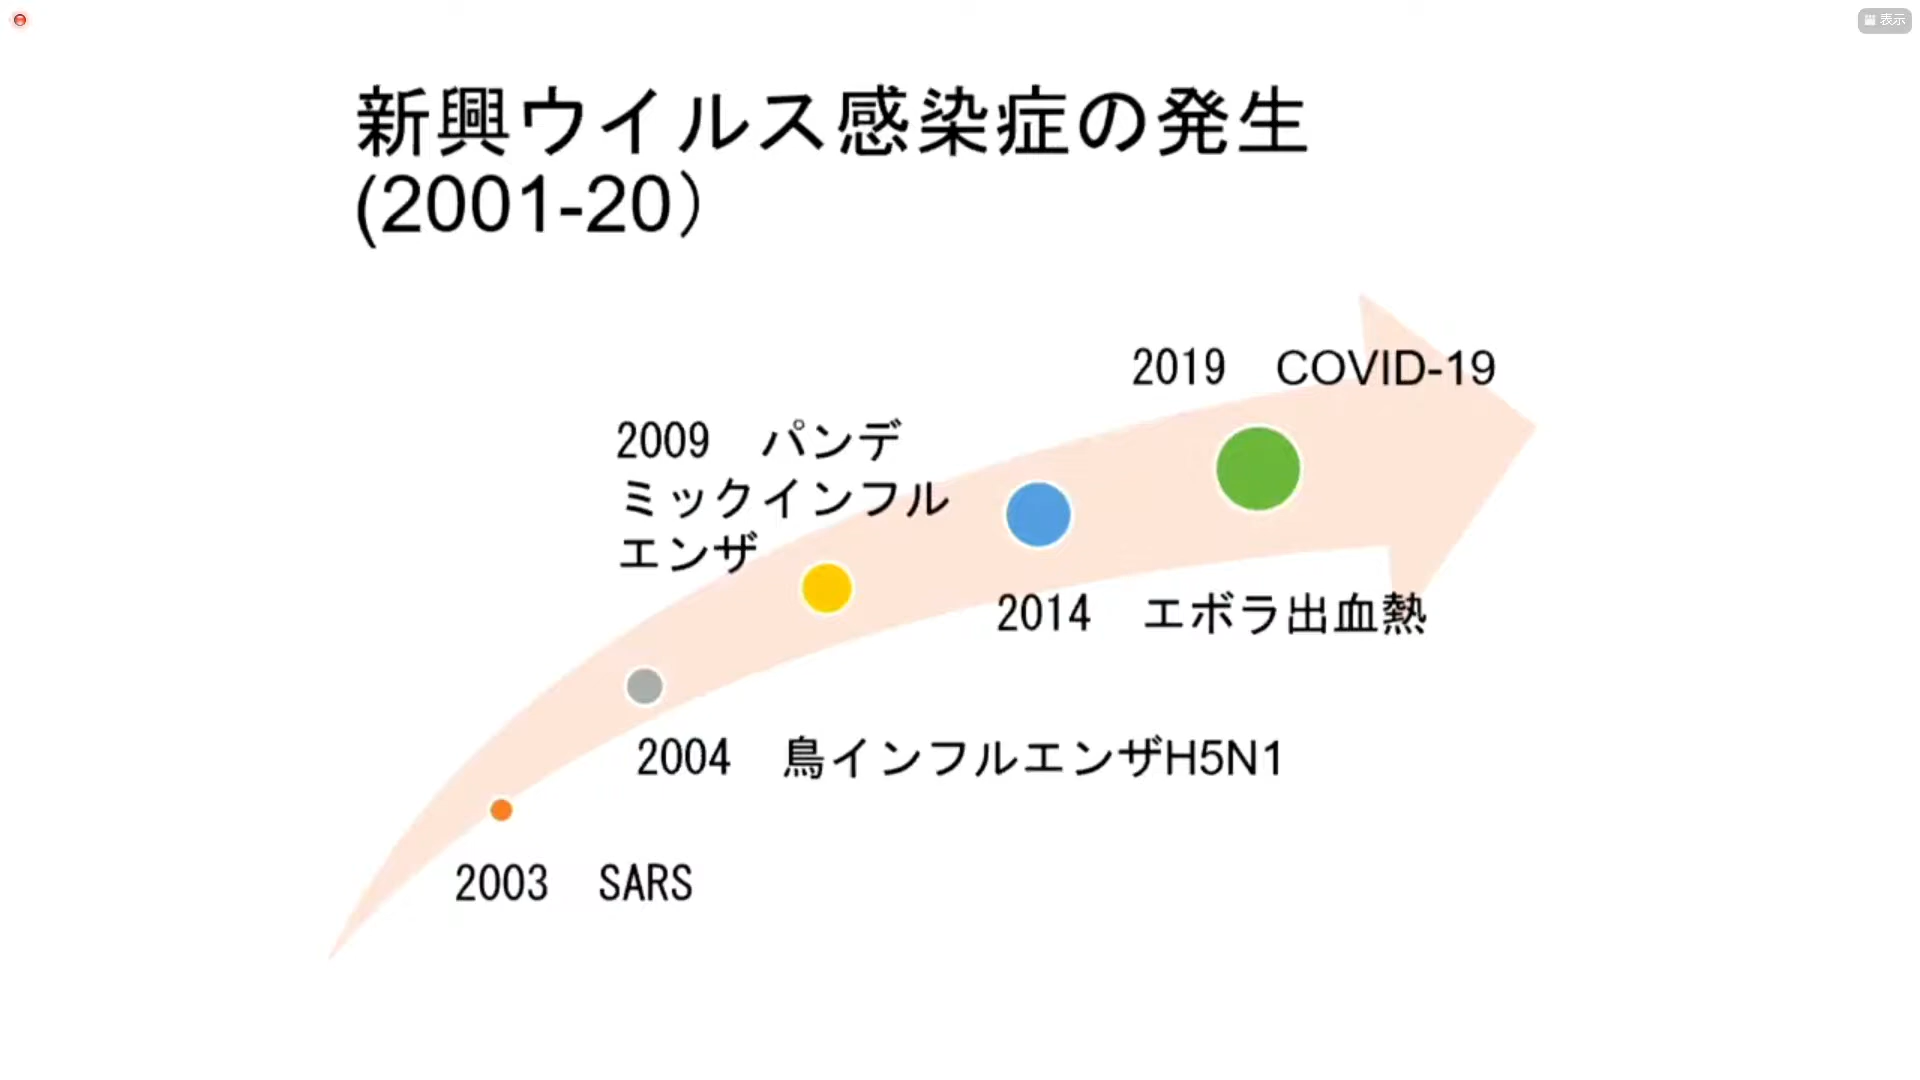 表示
新興ウイルス感染症の発生
(2001-20）
2019　COVID-19
2009　パンデ
ミックインフル
エンザ
2014　エボラ出血熱
2004　鳥インフルエンザH5N1
2003　SARS